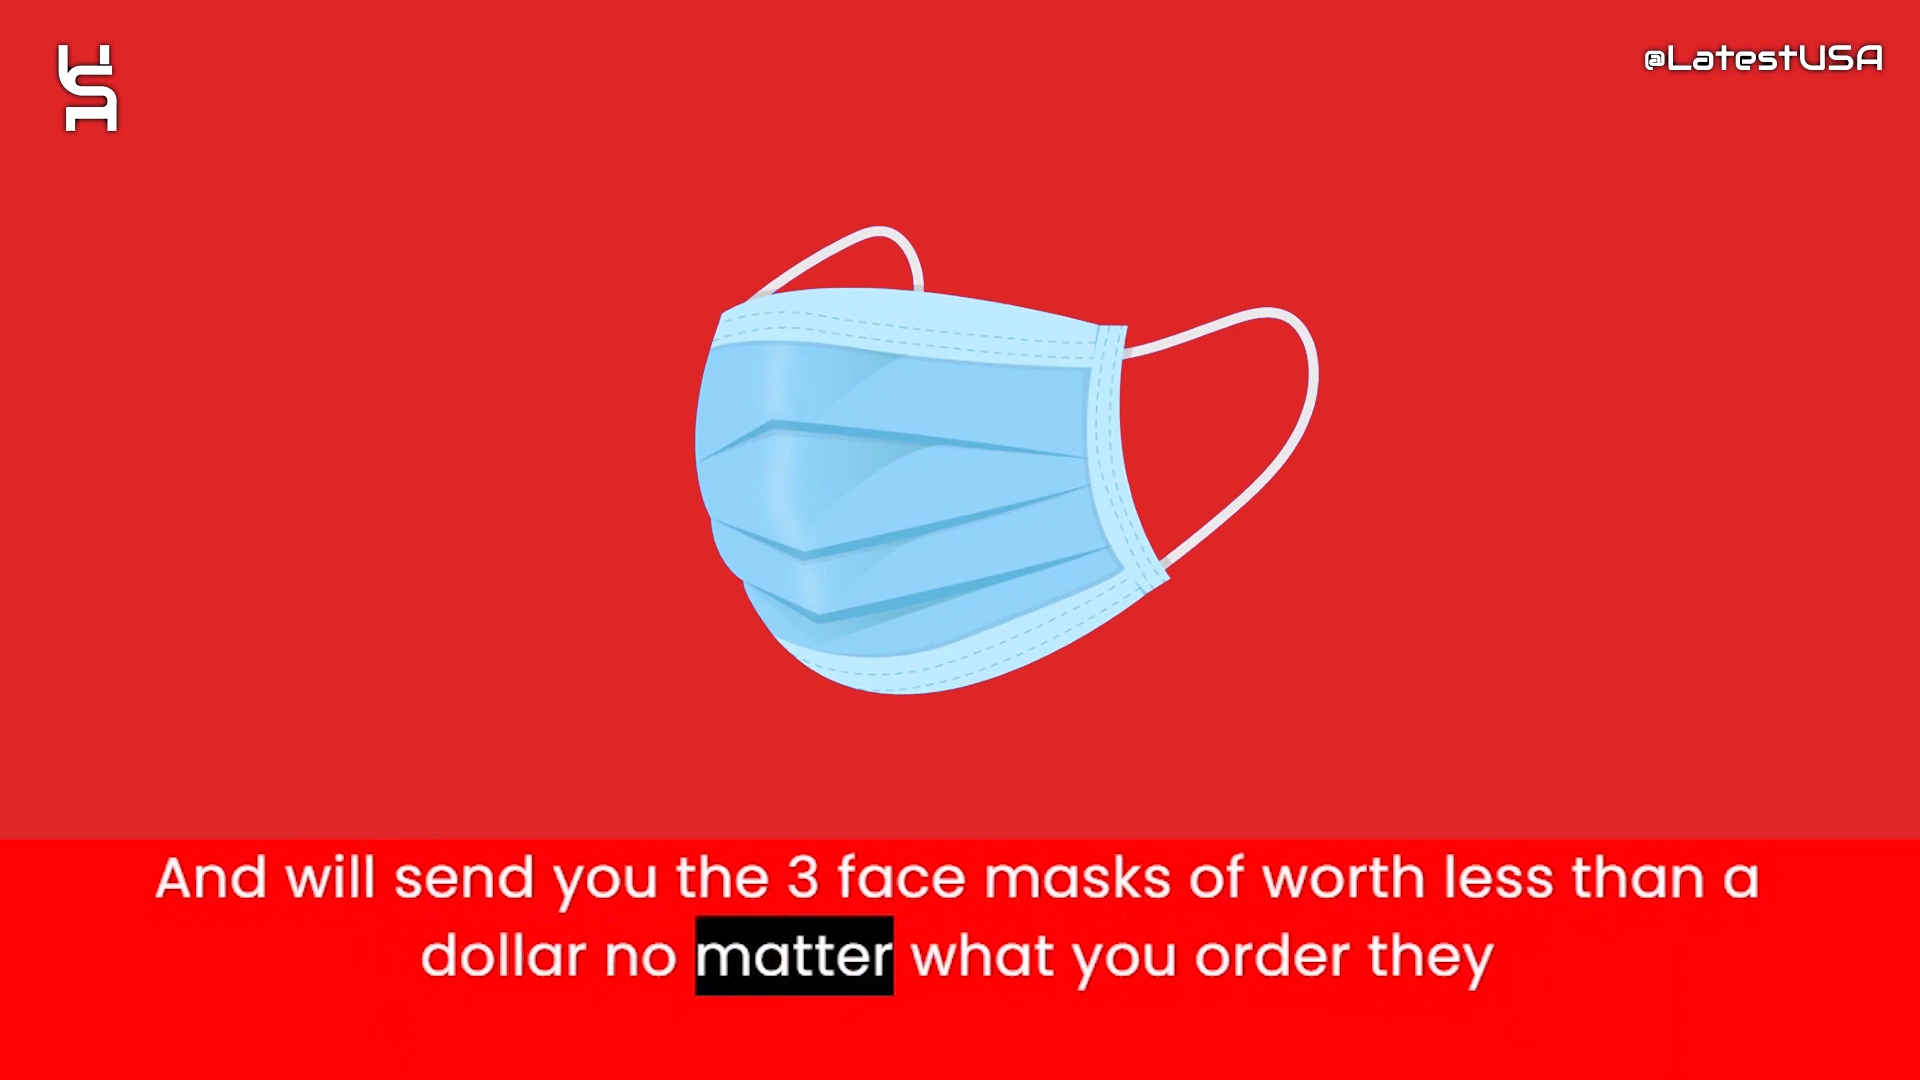 USA
@LatestUSA
And will send you the 3 face masks of worth less than a
dollar no matter what you order they